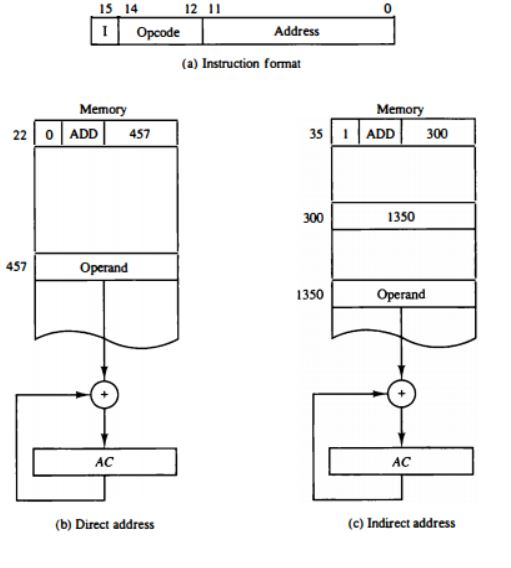 15 14 12 11 0
I Opcode Address
(a) Instruction format
Memory
22 0 ADD 457
457 Operand
+
AC
(b) Direct address
Memory
35 1 ADD 300
300 1350
1350 Operand
+
AC
(c) Indirect address